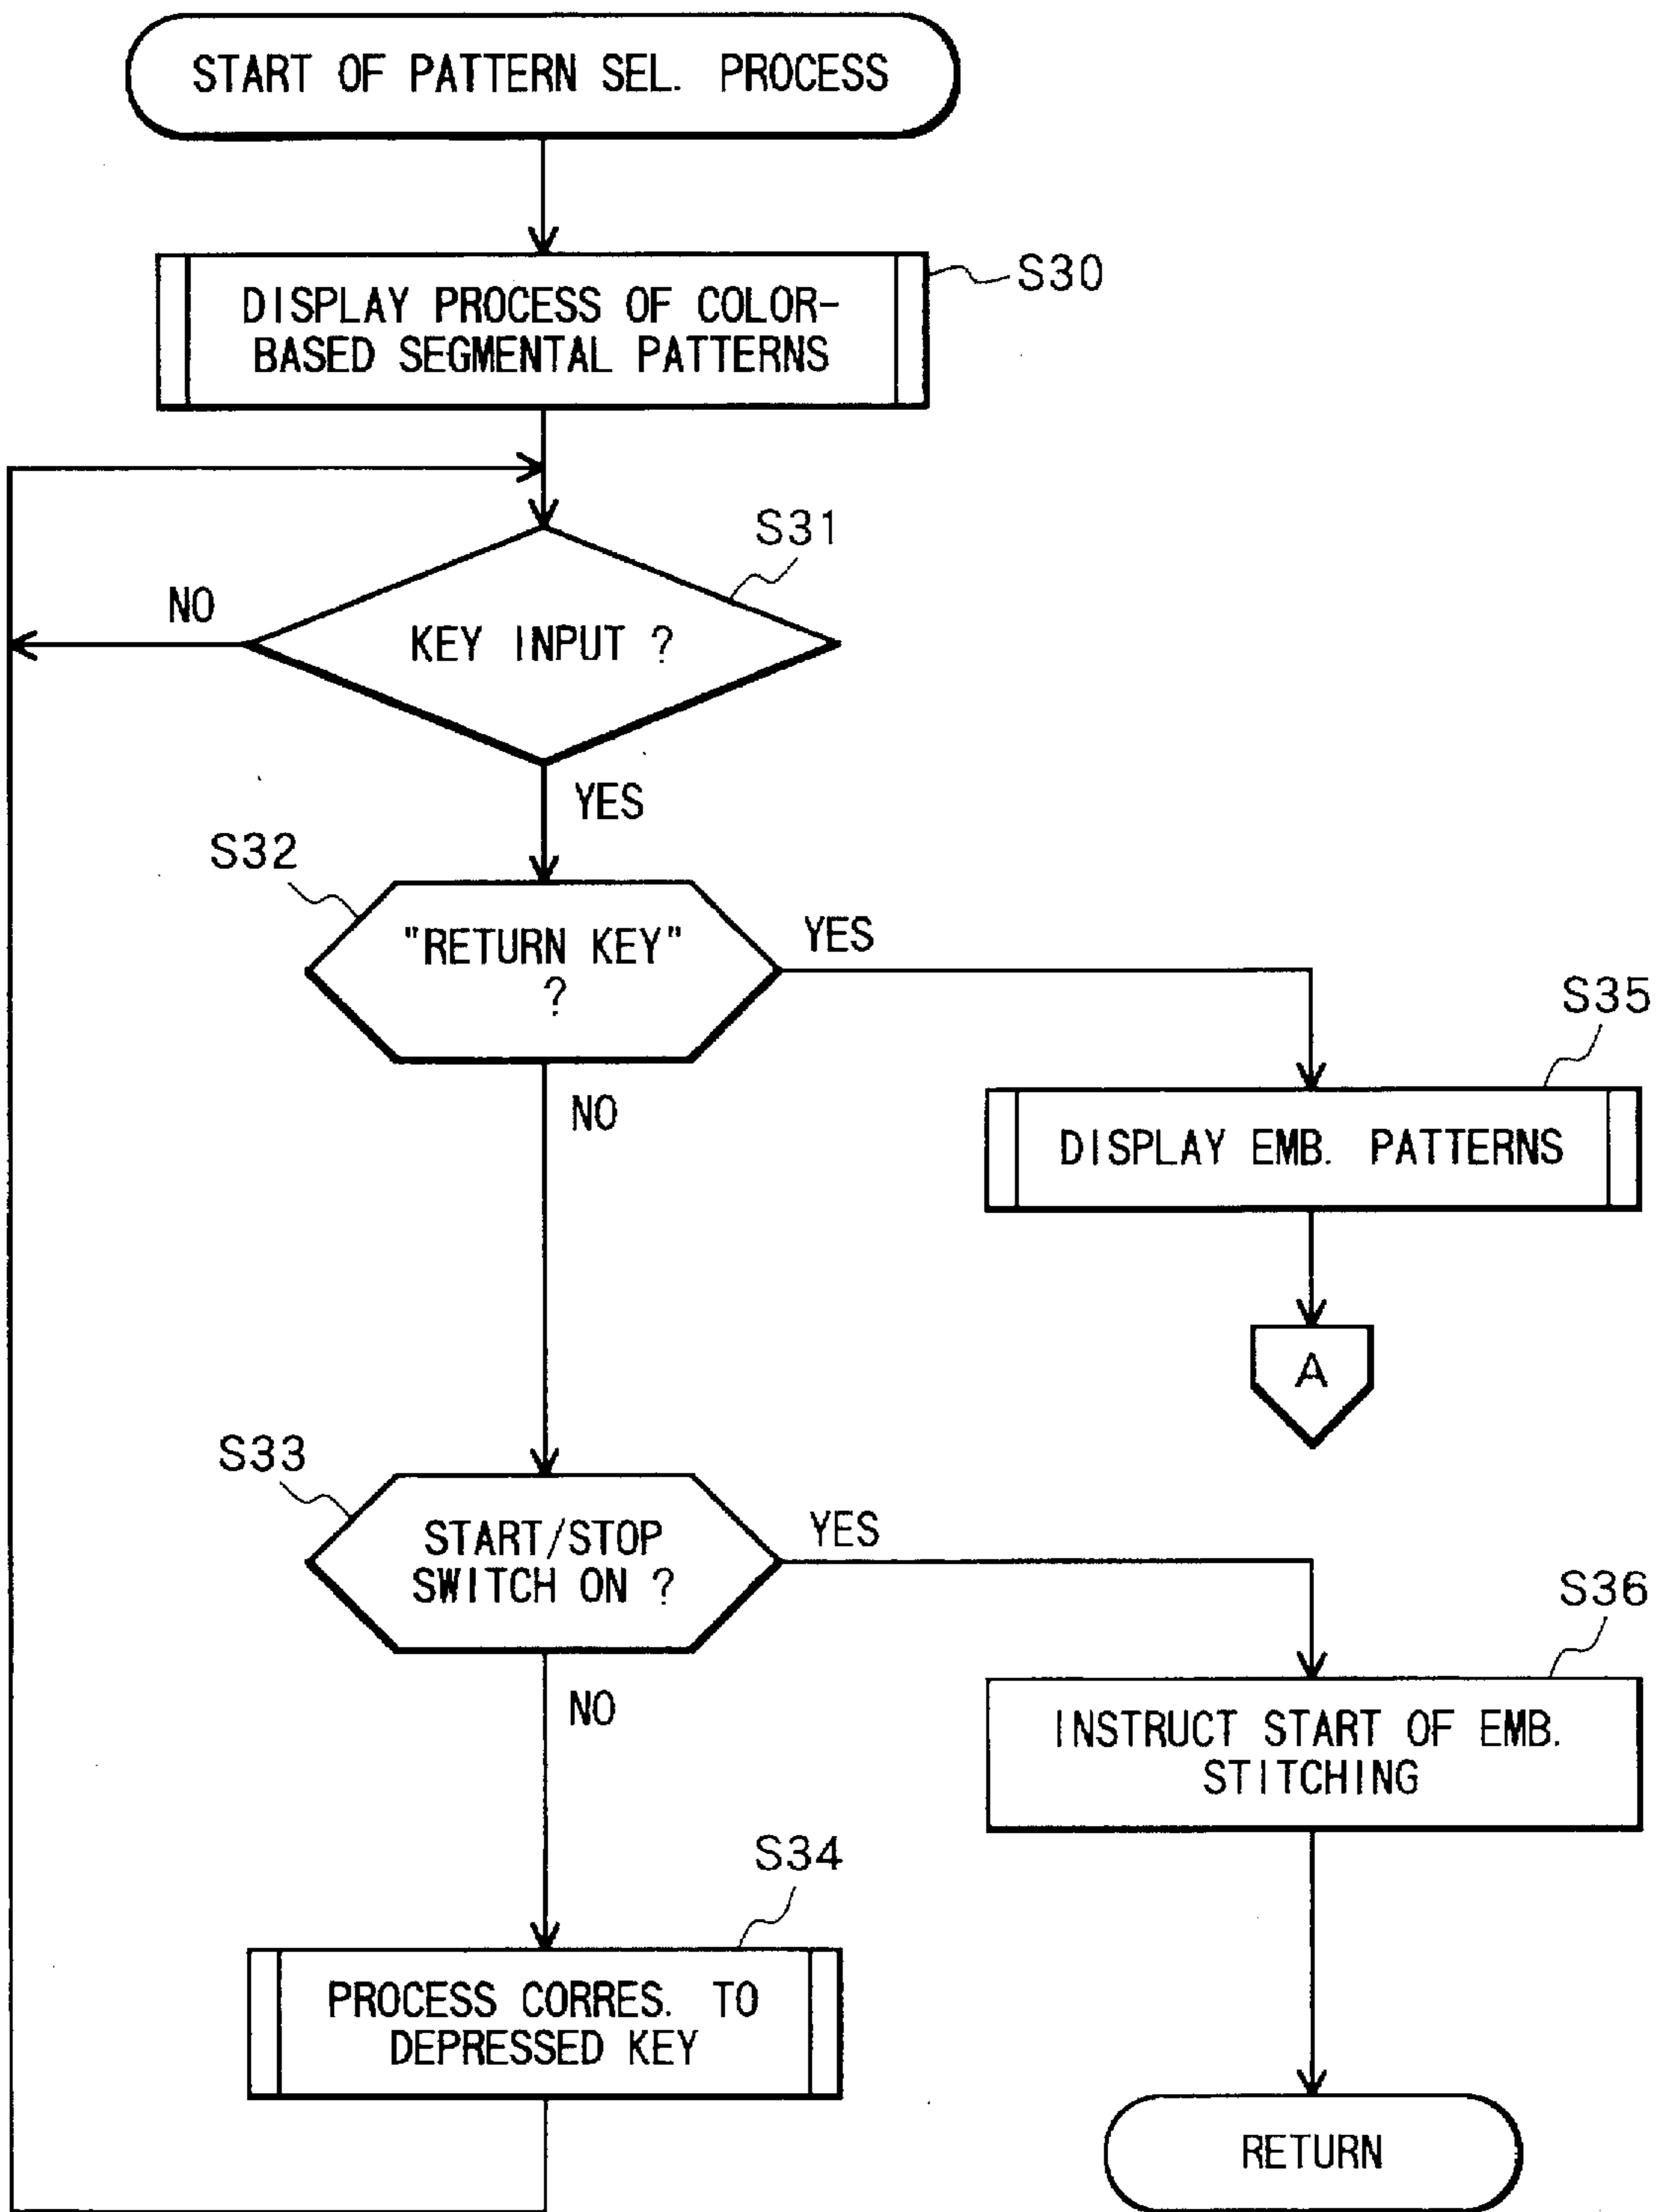 START OF PATTERN SEL. PROCESS
S30
DISPLAY PROCESS OF COLOR-
BASED SEGMENTAL PATTERNS
S31
NO
KEY INPUT ?
YES
S32
"RETURN KEY"
?
YES
NO
S35
DISPLAY EMB. PATTERNS
A
S33
START/STOP
SWITCH ON ?
YES
NO
S36
INSTRUCT START OF EMB.
STITCHING
S34
PROCESS CORRES. TO
DEPRESSED KEY
RETURN